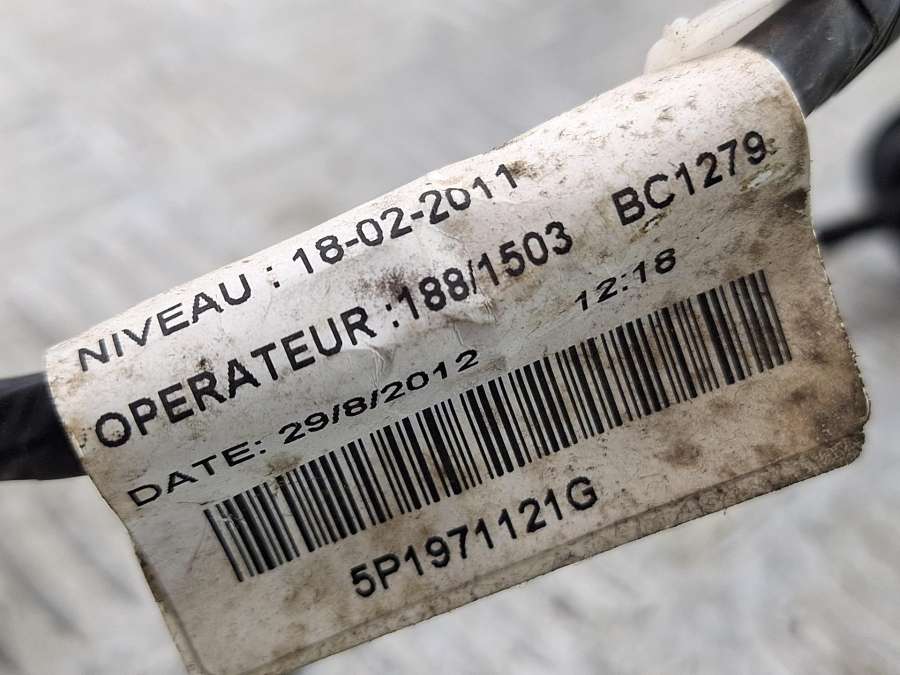 NIVEAU : 18-02-2011
OPERATEUR :188/1503 BC1279
DATE: 29/8/2012 12:18
5P1971121G